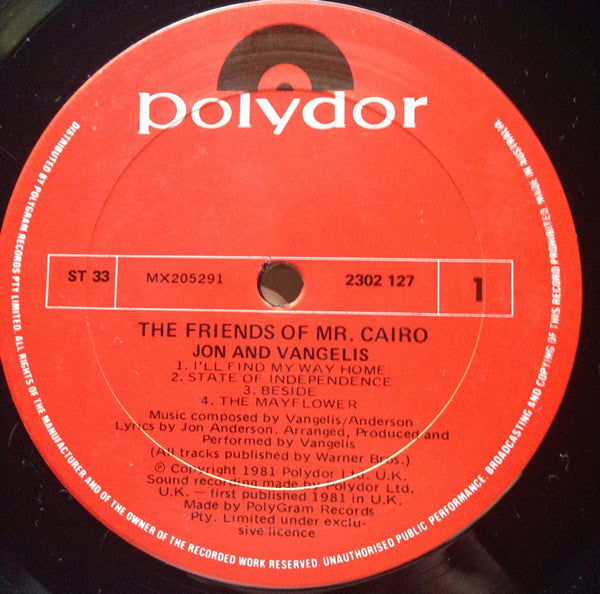 polydor
ST 33
MX205291
2302 127
1
THE FRIENDS OF MR. CAIRO
JON AND VANGELIS
1. I'LL FIND MY WAY HOME
2. STATE OF INDEPENDENCE
3. BESIDE
4. THE MAYFLOWER
Music composed by Vangelis/Anderson
Lyrics by Jon Anderson. Arranged, Produced and
Performed by Vangelis
(All tracks published by Warner Bros.)
Ⓟ Copyright 1981 Polydor Ltd. U.K.
Sound recording made by Polydor Ltd.
U.K. — first published 1981 in U.K.
Made by PolyGram Records
Pty. Limited under exclu-
sive licence
DISTRIBUTED BY POLYGRAM RECORDS PTY LIMITED. ALL RIGHTS OF THE MANUFACTURER AND OF THE OWNER OF THE RECORDED WORK RESERVED. UNAUTHORISED PUBLIC PERFORMANCE, BROADCASTING AND COPYING OF THIS RECORD PROHIBITED. MADE IN AUSTRALIA